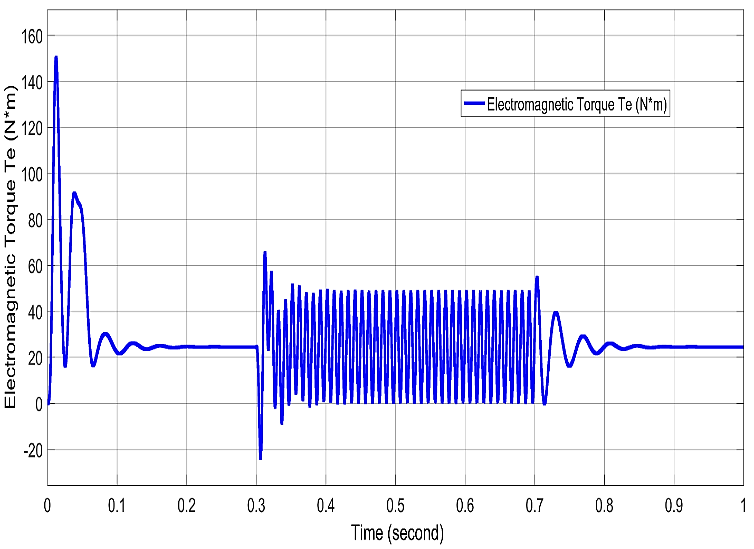 160
140
120
100
80
60
40
20
0
-20
Electromagnetic Torque Te (N*m)
Electromagnetic Torque Te (N*m)
0 0.1 0.2 0.3 0.4 0.5 0.6 0.7 0.8 0.9 1
Time (second)